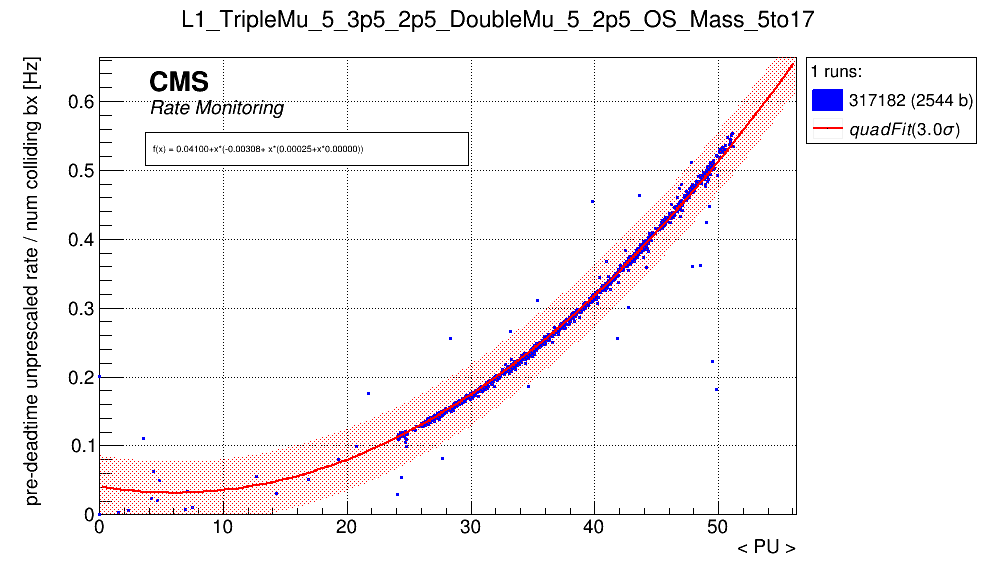 L1_TripleMu_5_3p5_2p5_DoubleMu_5_2p5_OS_Mass_5to17
pre-deadtime unprescaled rate / num colliding bx [Hz]
CMS
Rate Monitoring
f(x) = 0.04100+x*(-0.00308+ x*(0.00025+x*0.00000))
1 runs:
317182 (2544 b)
quadFit(3.0σ)
0.6
0.5
0.4
0.3
0.2
0.1
0
0 10 20 30 40 50
< PU >